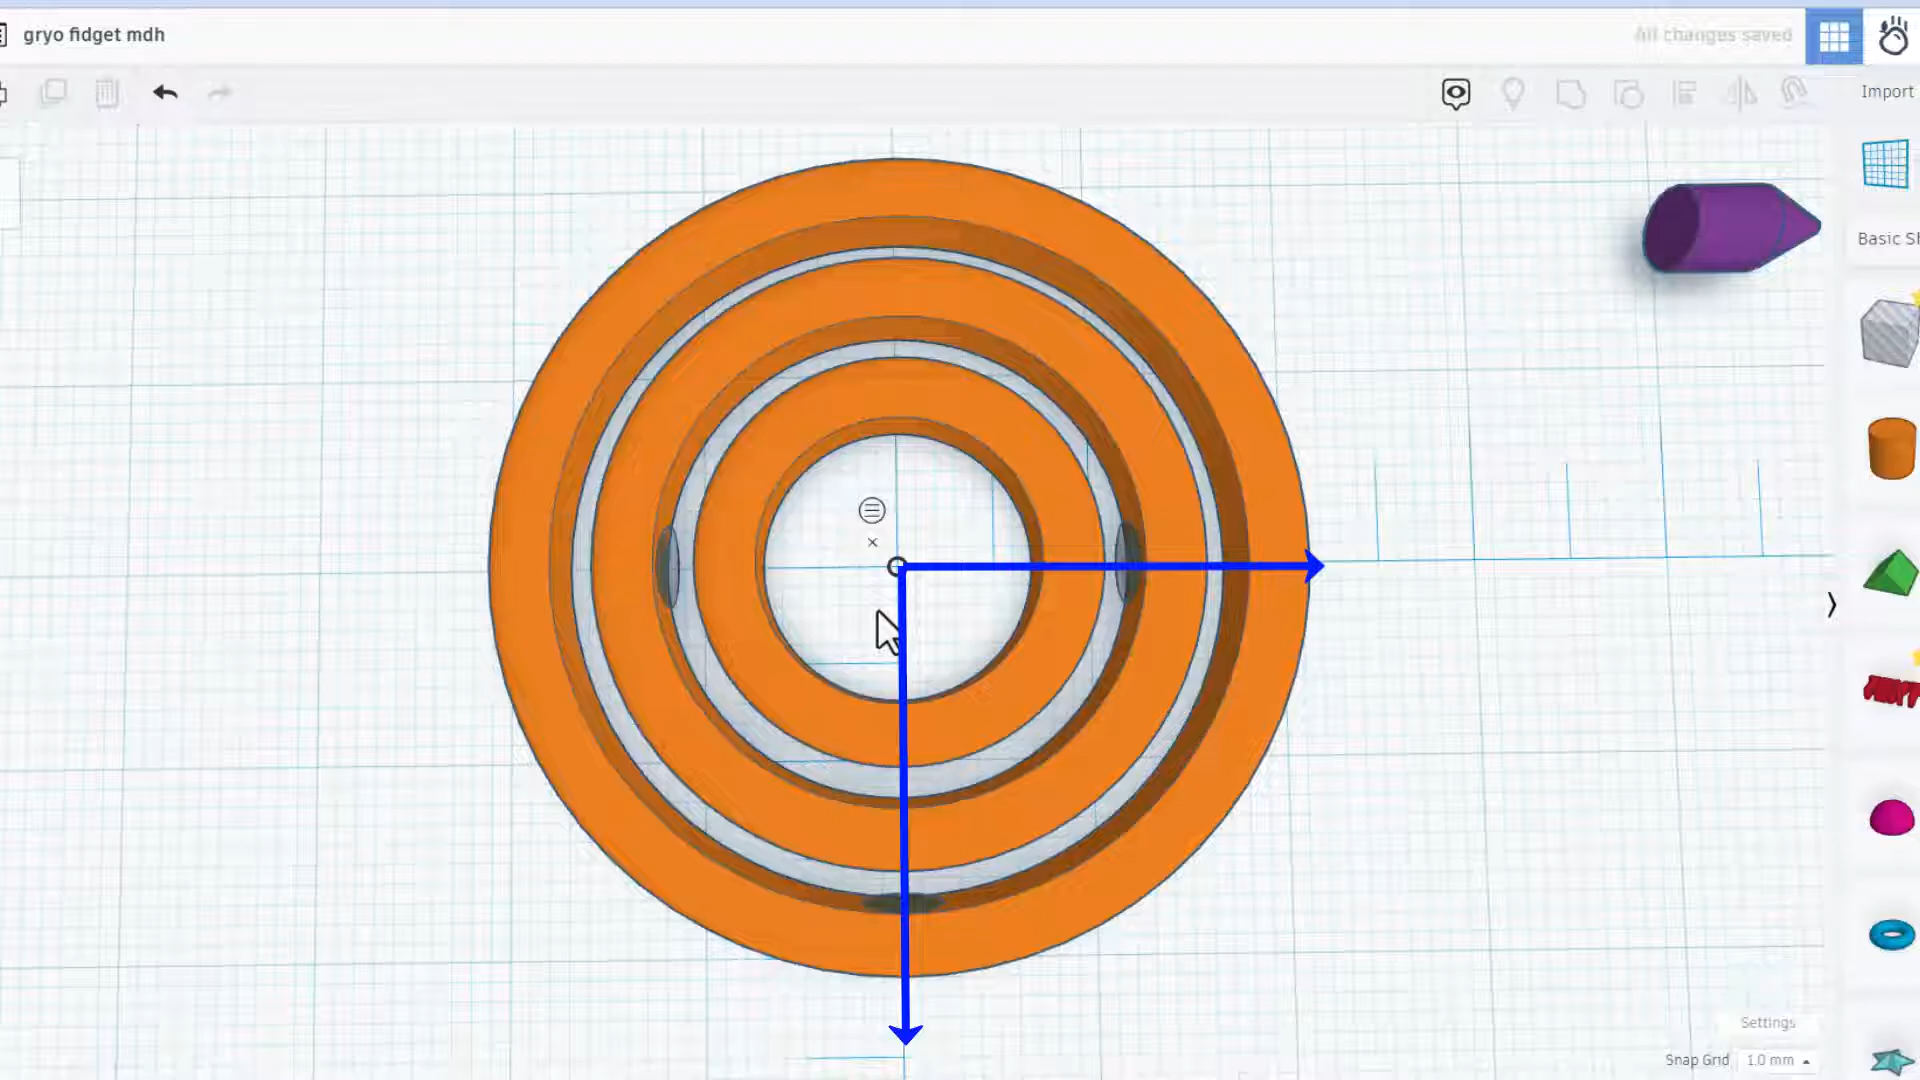 gryo fidget mdh
All changes saved
Import
Basic Sh
Settings
Snap Grid 1.0 mm